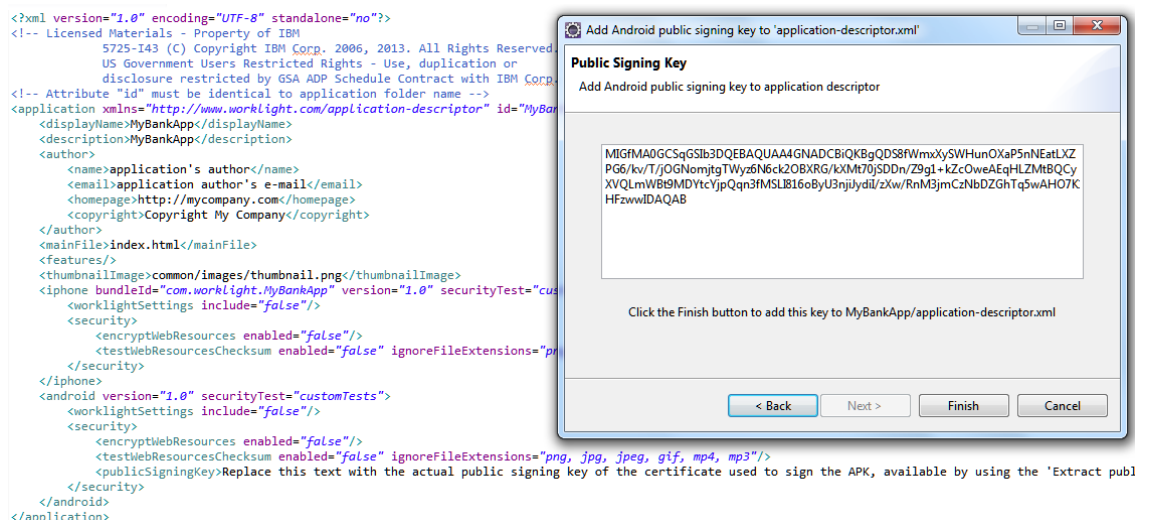 <?xml version="1.0" encoding="UTF-8" standalone="no"?>
<!-- Licensed Materials - Property of IBM
5725-I43 (C) Copyright IBM Corp. 2006, 2013. All Rights Reserved.
US Government Users Restricted Rights - Use, duplication or
disclosure restricted by GSA ADP Schedule Contract with IBM Corp.
<!-- Attribute "id" must be identical to application folder name -->
<application xmlns="http://www.worklight.com/application-descriptor" id="MyBan
<displayName>MyBankApp</displayName>
<description>MyBankApp</description>
<author>
<name>application's author</name>
<email>application author's e-mail</email>
<homepage>http://mycompany.com</homepage>
<copyright>Copyright My Company</copyright>
</author>
<mainFile>index.html</mainFile>
<features/>
<thumbnailImage>common/images/thumbnail.png</thumbnailImage>
<iphone bundleId="com.worklight.MyBankApp" version="1.0" securityTest="cus
<worklightSettings include="false"/>
<security>
<encryptWebResources enabled="false"/>
<testWebResourcesChecksum enabled="false" ignoreFileExtensions="pn
</security>
</iphone>
<android version="1.0" securityTest="customTests">
<worklightSettings include="false"/>
<security>
<encryptWebResources enabled="false"/>
<testWebResourcesChecksum enabled="false" ignoreFileExtensions="png, jpg, jpeg, gif, mp4, mp3"/>
<publicSigningKey>Replace this text with the actual public signing key of the certificate used to sign the APK, available by using the 'Extract publ
</security>
</android>
</application>
Add Android public signing key to 'application-descriptor.xml'
Public Signing Key
Add Android public signing key to application descriptor
MIGfMA0GCSqGSIb3DQEBAQUAA4GNADCBiQKBgQDS8fWmxXySWHunOXaP5nNEatLXZ
PG6/kv/T/jOGNomjtgTWyz6N6ck2OBXRG/kXMt70jSDDn/Z9g1+kZcOweAEqHLZMtBQCy
XVQLmWBt9MDYtcYjpQqn3fMSLI816oByU3njiJydiI/zXw/RnM3jmCzNbDZGhTq5wAHO7K
HFzwwIDAQAB
Click the Finish button to add this key to MyBankApp/application-descriptor.xml
< Back
Next >
Finish
Cancel